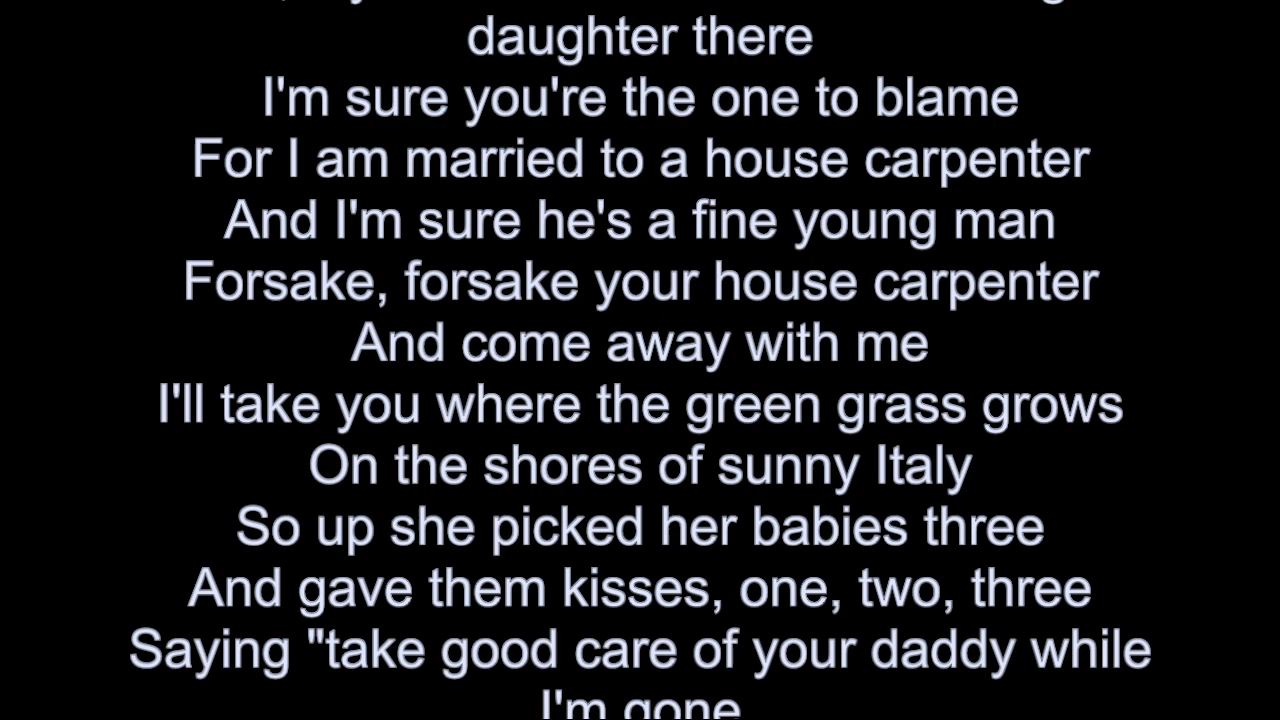 daughter there
I'm sure you're the one to blame
For I am married to a house carpenter
And I'm sure he's a fine young man
Forsake, forsake your house carpenter
And come away with me
I'll take you where the green grass grows
On the shores of sunny Italy
So up she picked her babies three
And gave them kisses, one, two, three
Saying "take good care of your daddy while
I'm gone